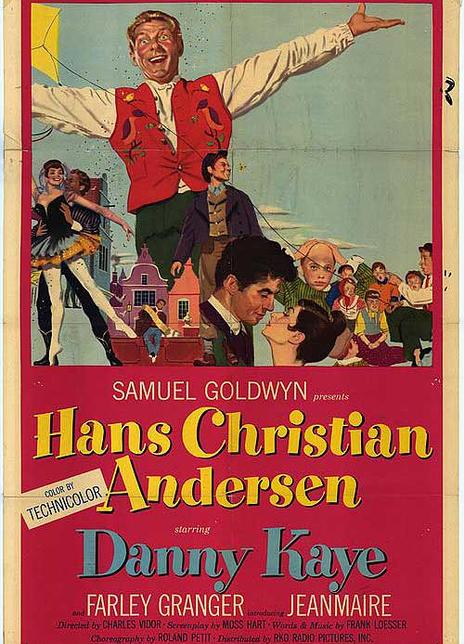 SAMUEL GOLDWYN presents
Hans Christian
Andersen
COLOR BY
TECHNICOLOR
starring
Danny Kaye
and FARLEY GRANGER introducing JEANMAIRE
Directed by CHARLES VIDOR · Screenplay by MOSS HART · Words & Music by FRANK LOESSER
Choreography by ROLAND PETIT · Distributed by RKO RADIO PICTURES, INC.